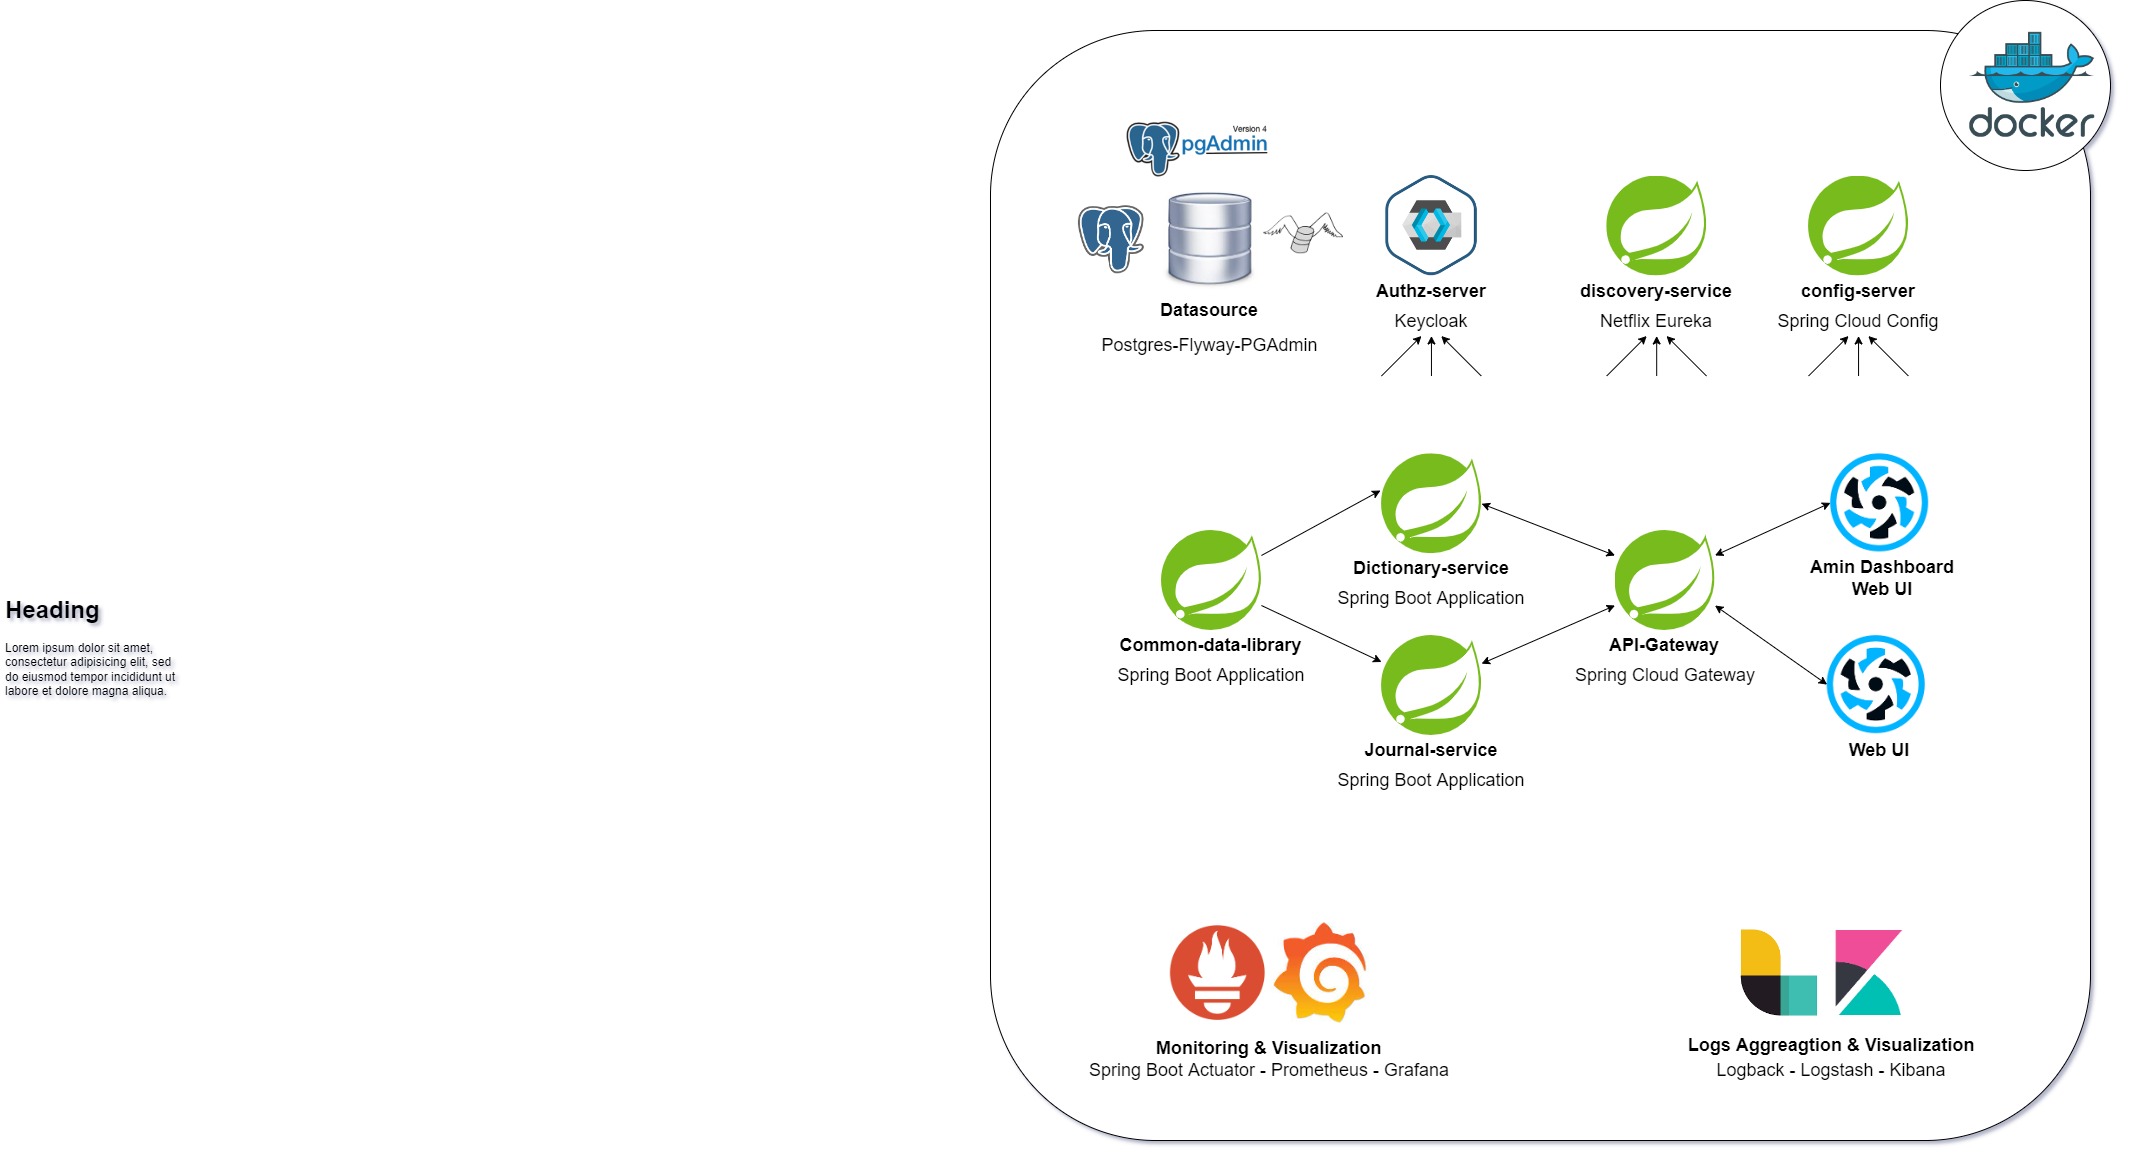 docker
Version 4
pgAdmin
Datasource
Postgres-Flyway-PGAdmin
Authz-server
Keycloak
discovery-service
Netflix Eureka
config-server
Spring Cloud Config
Dictionary-service
Spring Boot Application
Common-data-library
Spring Boot Application
Journal-service
Spring Boot Application
API-Gateway
Spring Cloud Gateway
Amin Dashboard
Web UI
Web UI
Heading
Lorem ipsum dolor sit amet,
consectetur adipisicing elit, sed
do eiusmod tempor incididunt ut
labore et dolore magna aliqua.
Monitoring & Visualization
Spring Boot Actuator - Prometheus - Grafana
Logs Aggreagtion & Visualization
Logback - Logstash - Kibana